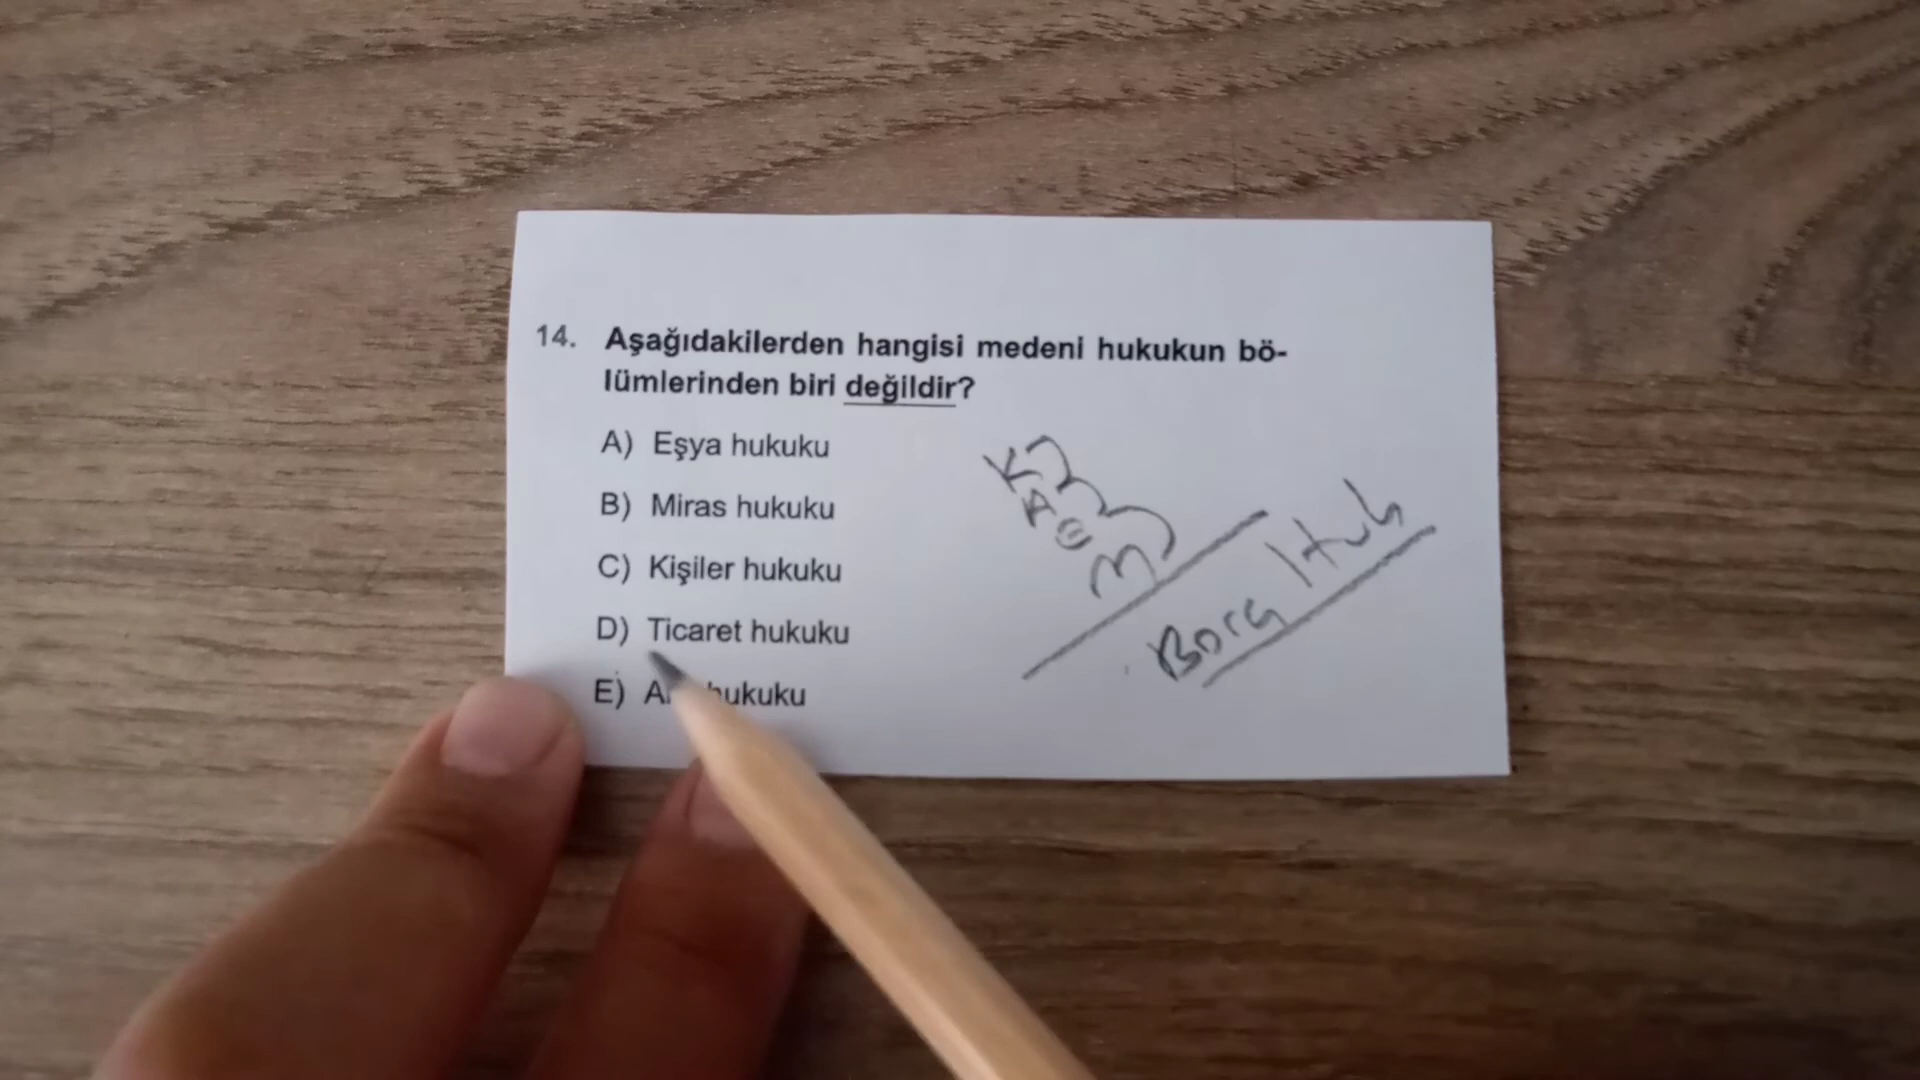 14. Aşağıdakilerden hangisi medeni hukukun bö-
lümlerinden biri değildir?
A) Eşya hukuku
B) Miras hukuku
C) Kişiler hukuku
D) Ticaret hukuku
E) hukuku
K
A
E
M
Borç Huk